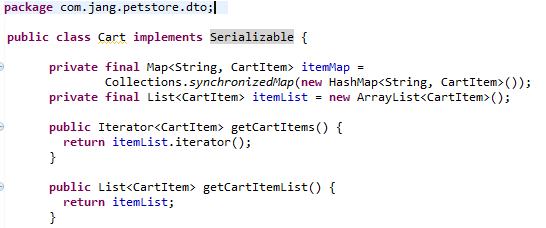 package com.jang.petstore.dto;
public class Cart implements Serializable {
private final Map<String, CartItem> itemMap =
Collections.synchronizedMap(new HashMap<String, CartItem>());
private final List<CartItem> itemList = new ArrayList<CartItem>();
public Iterator<CartItem> getCartItems() {
return itemList.iterator();
}
public List<CartItem> getCartItemList() {
return itemList;
}